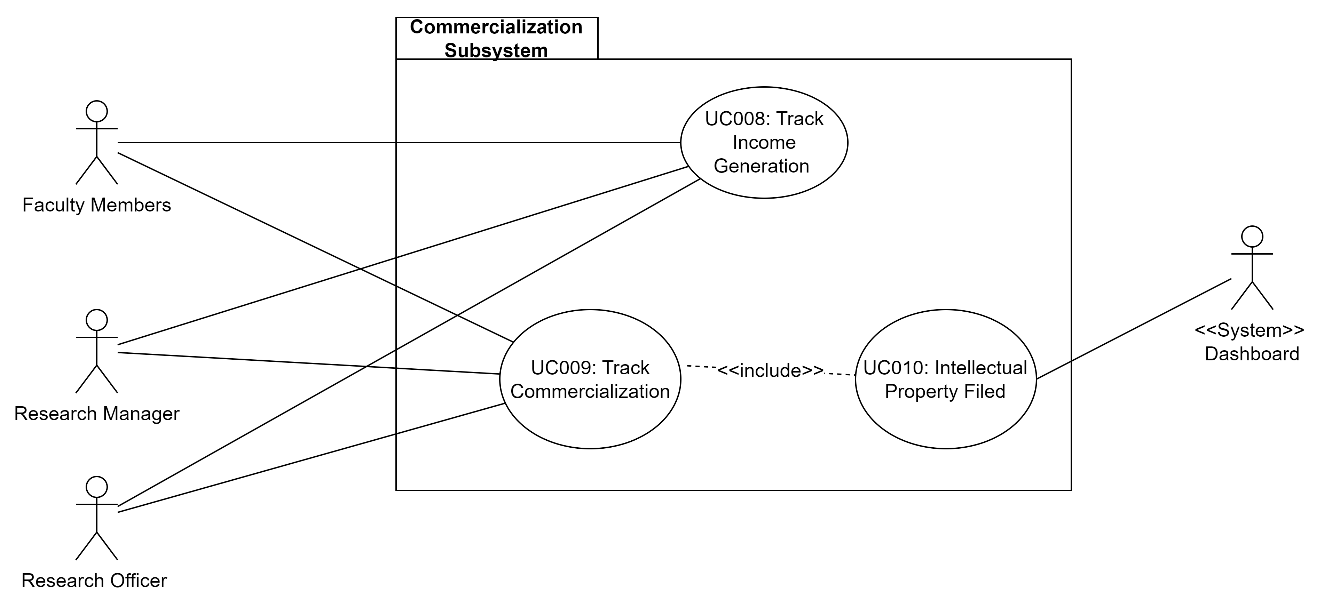 Commercialization
Subsystem
UC008: Track
Income
Generation
Faculty Members
<<System>>
Dashboard
UC009: Track
Commercialization
<<include>>
UC010: Intellectual
Property Filed
Research Manager
Research Officer